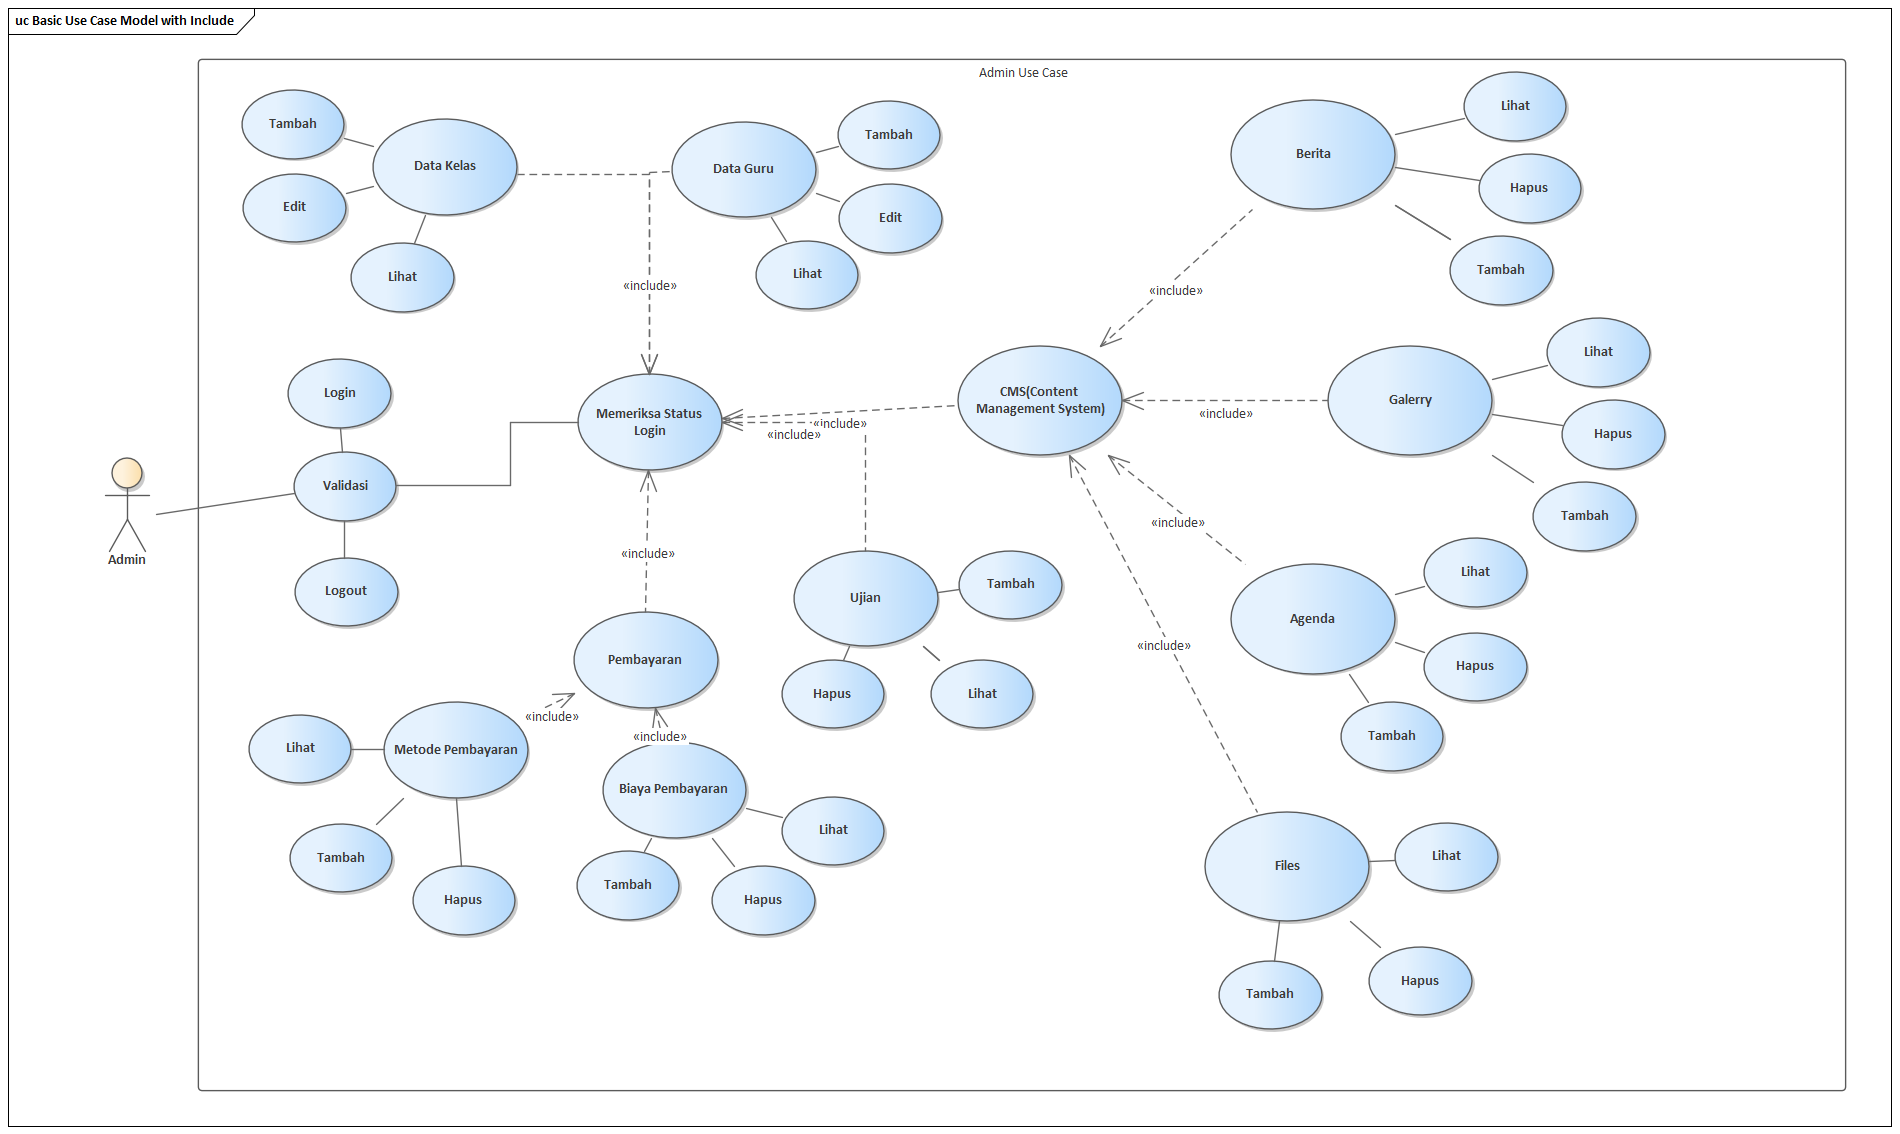 uc Basic Use Case Model with Include
Admin Use Case
Tambah
Data Kelas
Edit
Lihat
Data Guru
Tambah
Edit
Lihat
«include»
Berita
Lihat
Hapus
Tambah
«include»
Login
Validasi
Logout
Admin
Memeriksa Status
Login
«include»
«include»
CMS(Content
Management System)
«include»
Galerry
Lihat
Hapus
Tambah
«include»
«include»
Agenda
Lihat
Hapus
Tambah
«include»
Ujian
Tambah
Hapus
Lihat
Pembayaran
«include»
«include»
Metode Pembayaran
Lihat
Tambah
Hapus
Biaya Pembayaran
Lihat
Tambah
Hapus
Files
Lihat
Hapus
Tambah